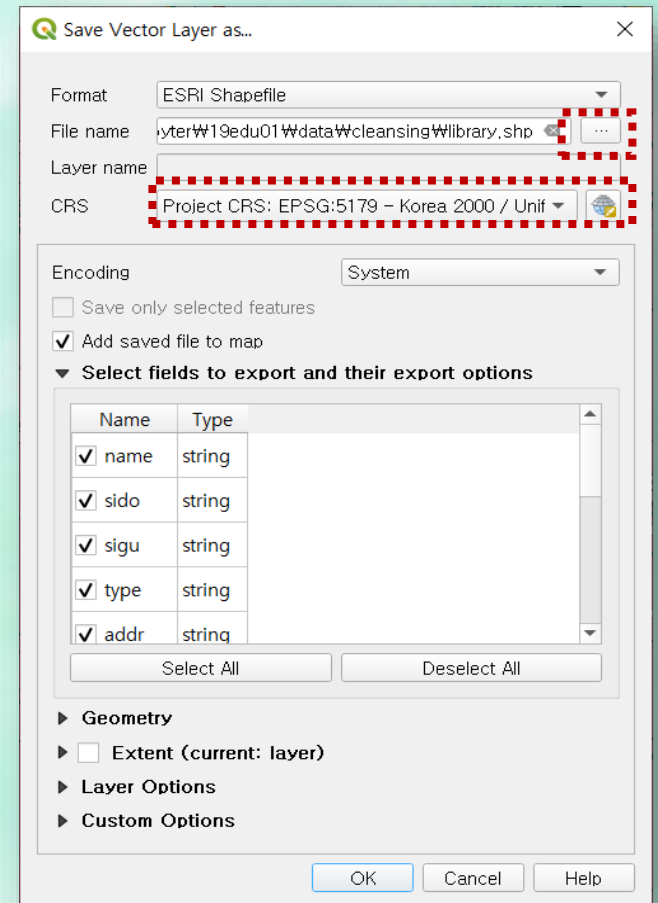 Save Vector Layer as...
Format ESRI Shapefile
File name yter₩19edu01₩data₩cleansing₩library.shp ...
Layer name
CRS Project CRS: EPSG:5179 - Korea 2000 / Unif
Encoding System
Save only selected features
Add saved file to map
Select fields to export and their export options
Name Type
name string
sido string
sigu string
type string
addr string
Select All Deselect All
Geometry
Extent (current: layer)
Layer Options
Custom Options
OK Cancel Help